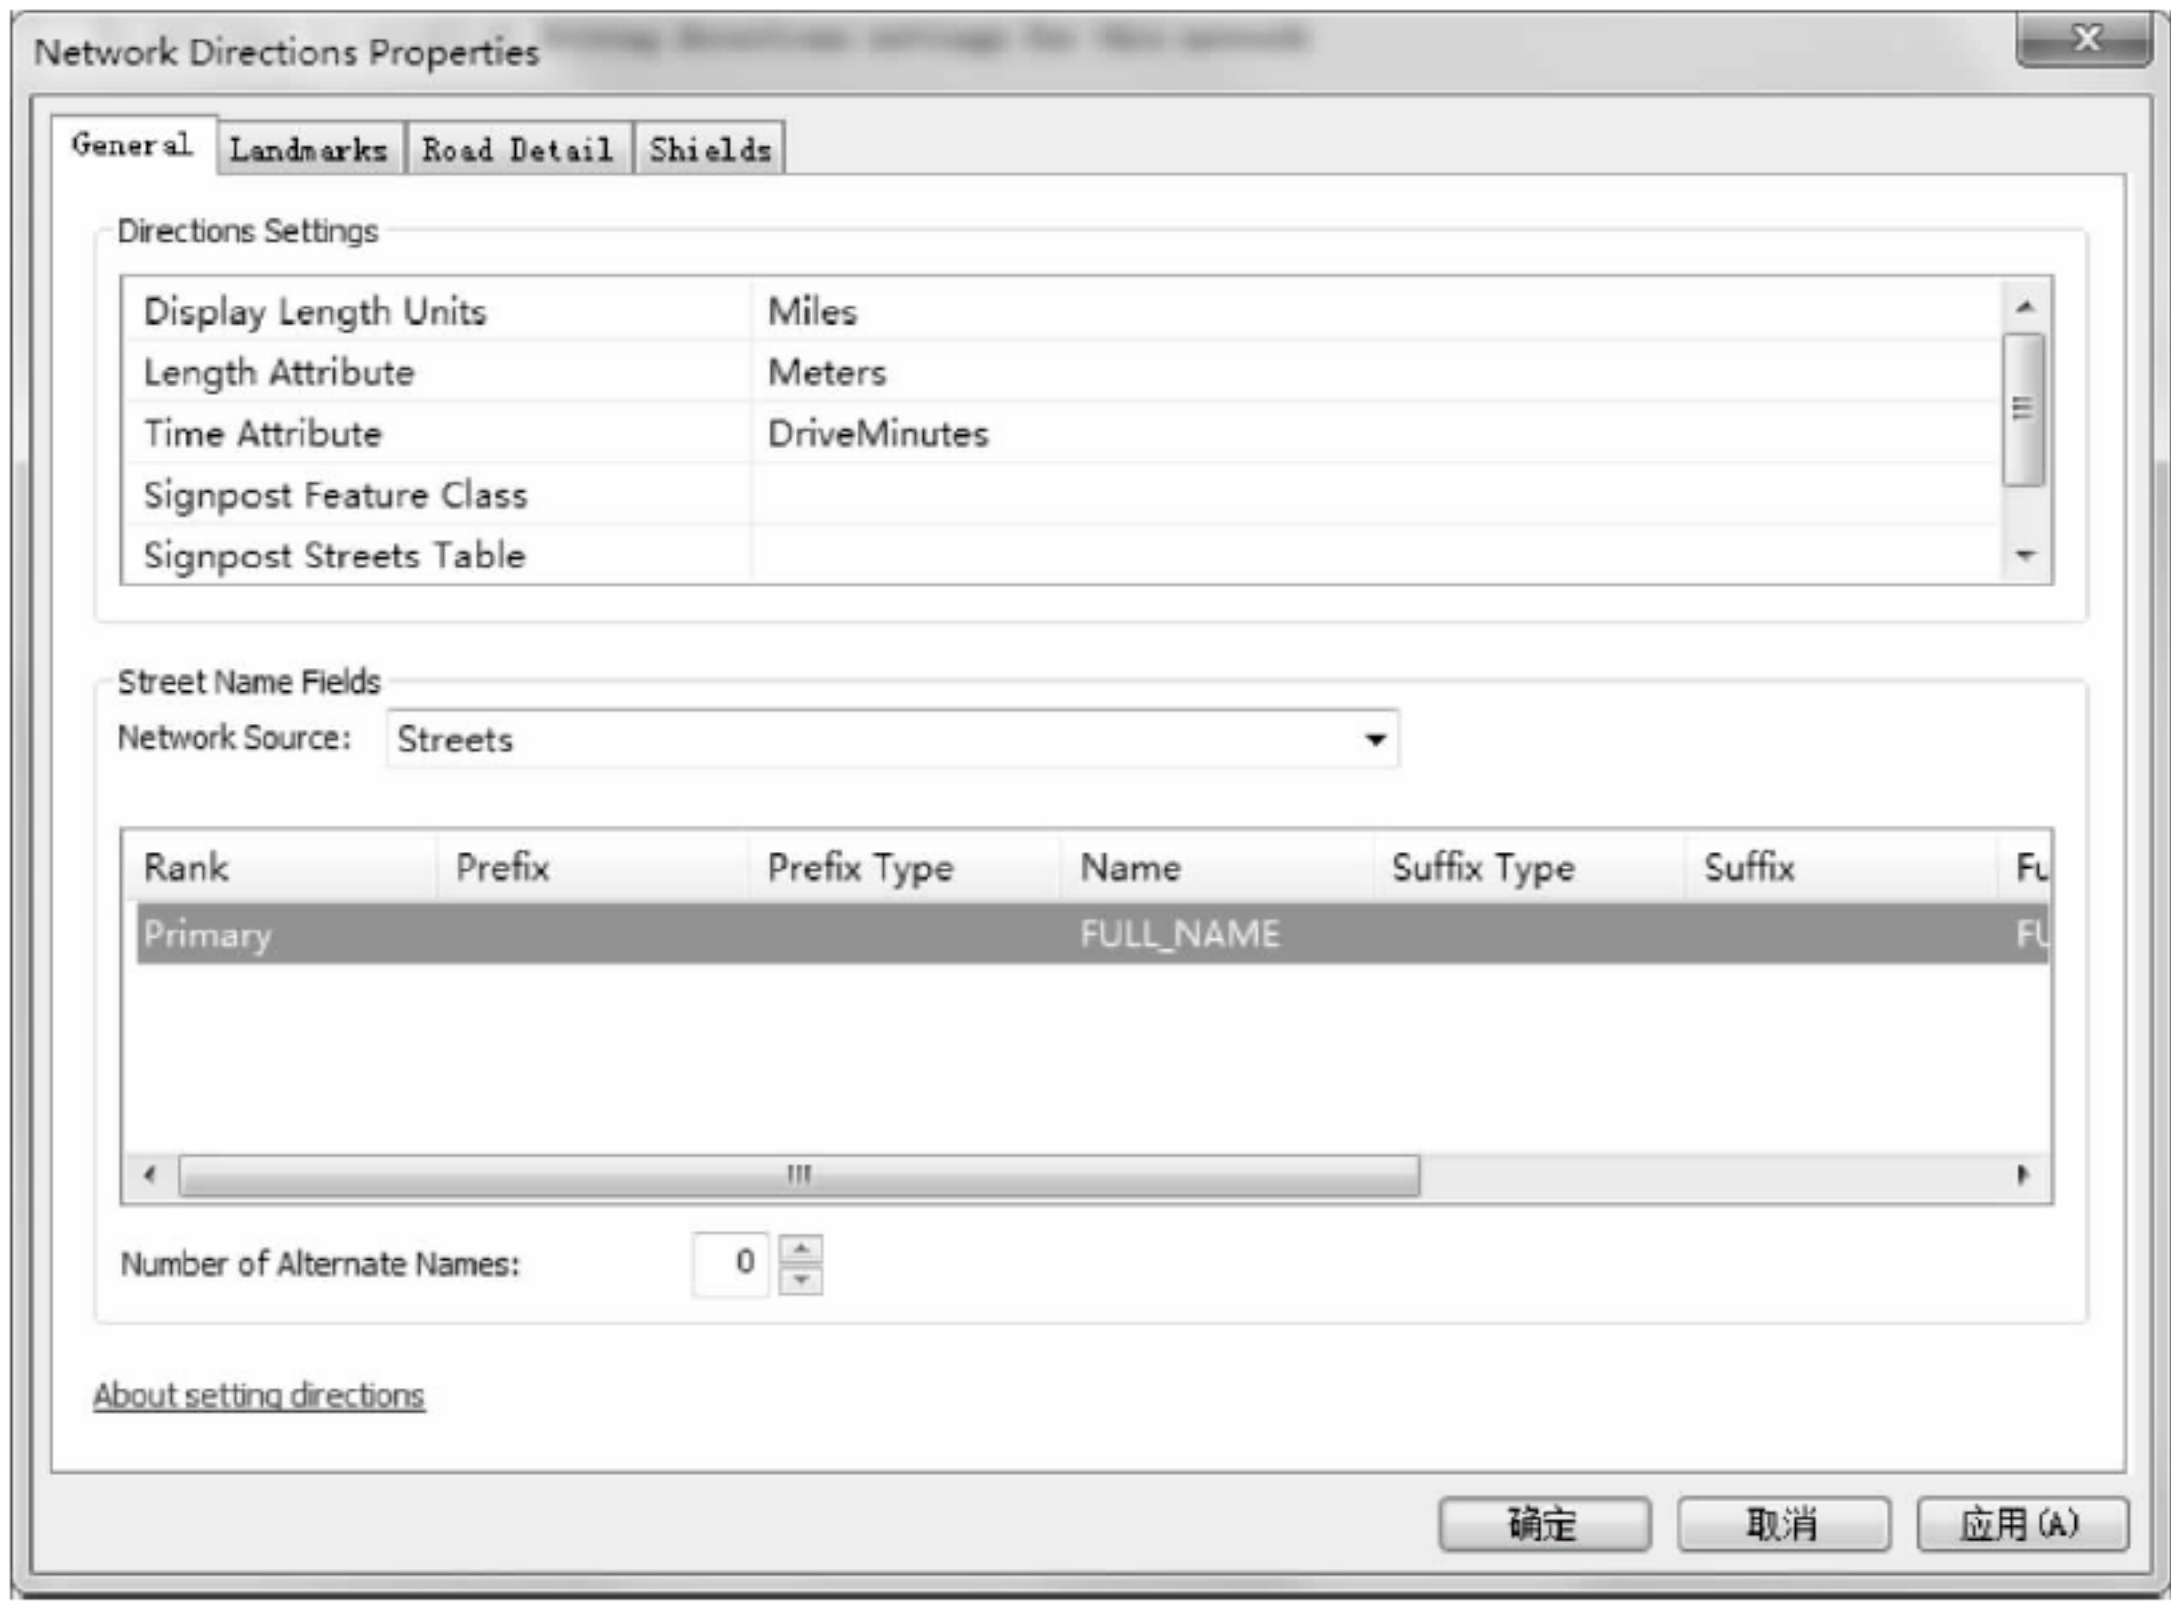 Network Directions Properties
General Landmarks Road Detail Shields
Directions Settings
Display Length Units Miles
Length Attribute Meters
Time Attribute DriveMinutes
Signpost Feature Class
Signpost Streets Table
Street Name Fields
Network Source: Streets
Rank Prefix Prefix Type Name Suffix Type Suffix Fu
Primary FULL_NAME FU
Number of Alternate Names: 0
About setting directions
确定 取消 应用(A)